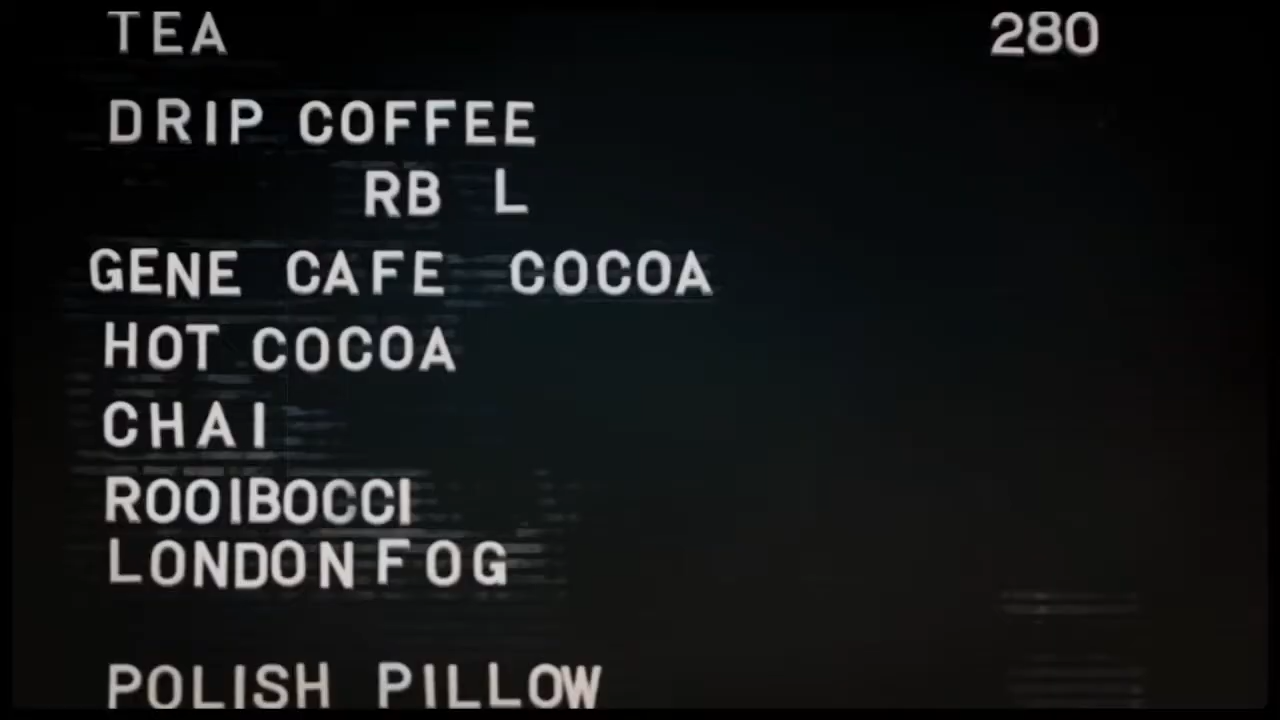 TEA 280
DRIP COFFEE
RB L
GENE CAFE COCOA
HOT COCOA
CHAI
ROOIBOCCI
LONDON FOG
POLISH PILLOW